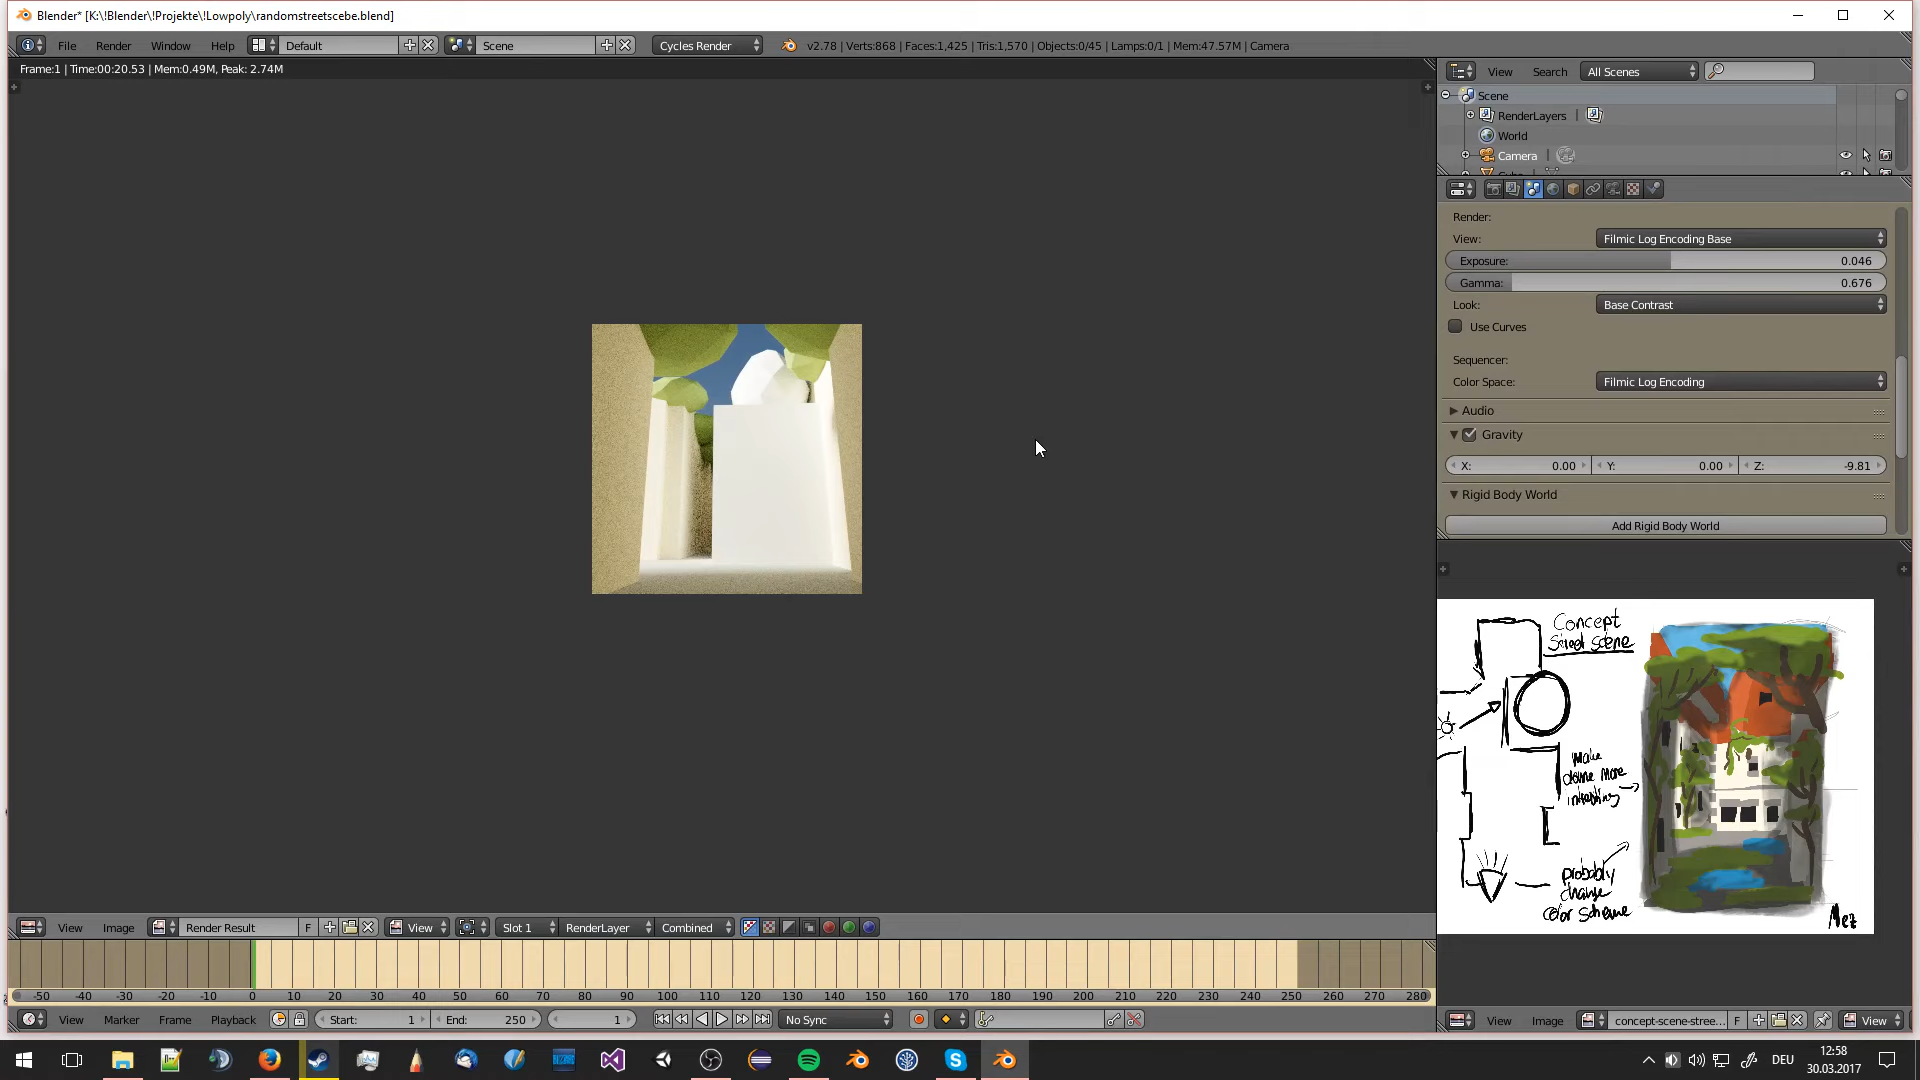 Blender* [K:\!Blender\!Projekte\!Lowpoly\randomstreetscebe.blend]
File Render Window Help Default Scene Cycles Render v2.78 | Verts:868 | Faces:1,425 | Tris:1,570 | Objects:0/45 | Lamps:0/1 | Mem:47.57M | Camera
Frame:1 | Time:00:20.53 | Mem:0.49M, Peak: 2.74M
View Search All Scenes
Scene
RenderLayers
World
Camera
Render:
View: Filmic Log Encoding Base
Exposure: 0.046
Gamma: 0.676
Look: Base Contrast
Use Curves
Sequencer:
Color Space: Filmic Log Encoding
Audio
Gravity
X: 0.00 Y: 0.00 Z: -9.81
Rigid Body World
Add Rigid Body World
Concept
Street Scene
make
dome more
intresting
probably
change
color scheme
Mez
View Image Render Result F View Slot 1 RenderLayer Combined
-50 -40 -30 -20 -10 0 10 20 30 40 50 60 70 80 90 100 110 120 130 140 150 160 170 180 190 200 210 220 230 240 250 260 270 280
View Marker Frame Playback Start: 1 End: 250 1 No Sync
View Image concept-scene-stree... F View
DEU
12:58
30.03.2017